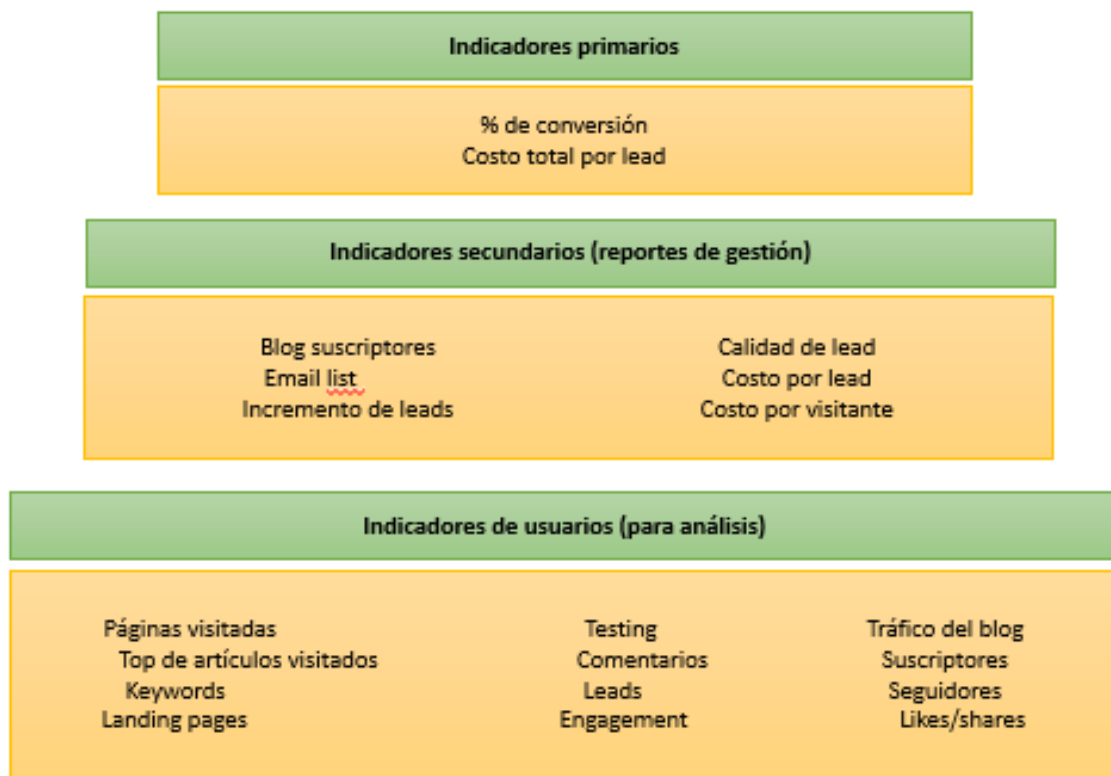 Indicadores primarios
% de conversión
Costo total por lead
Indicadores secundarios (reportes de gestión)
Blog suscriptores
Email list
Incremento de leads
Calidad de lead
Costo por lead
Costo por visitante
Indicadores de usuarios (para análisis)
Páginas visitadas
Top de artículos visitados
Keywords
Landing pages
Testing
Comentarios
Leads
Engagement
Tráfico del blog
Suscriptores
Seguidores
Likes/shares